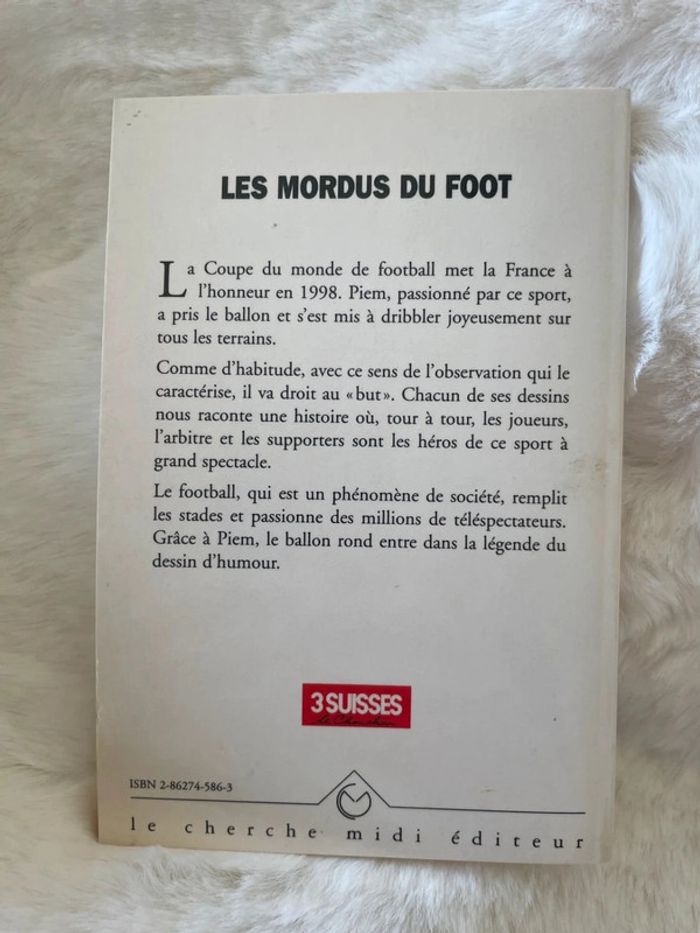 LES MORDUS DU FOOT
La Coupe du monde de football met la France à
l'honneur en 1998. Piem, passionné par ce sport,
a pris le ballon et s'est mis à dribbler joyeusement sur
tous les terrains.
Comme d'habitude, avec ce sens de l'observation qui le
caractérise, il va droit au « but ». Chacun de ses dessins
nous raconte une histoire où, tour à tour, les joueurs,
l'arbitre et les supporters sont les héros de ce sport à
grand spectacle.
Le football, qui est un phénomène de société, remplit
les stades et passionne des millions de téléspectateurs.
Grâce à Piem, le ballon rond entre dans la légende du
dessin d'humour.
3 SUISSES
Le Chouchou
ISBN 2-86274-586-3
le cherche midi éditeur